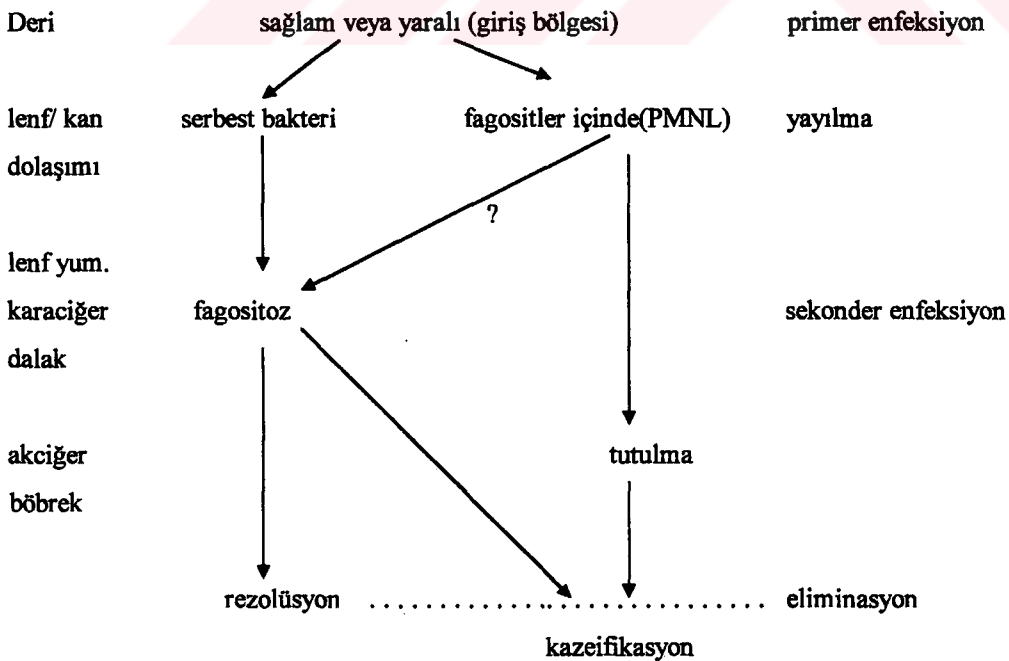 Deri sağlam veya yaralı (giriş bölgesi) primer enfeksiyon
lenf/ kan serbest bakteri fagositler içinde(PMNL) yayılma
dolaşımı
?
lenf yum.
karaciğer fagositoz sekonder enfeksiyon
dalak
akciğer tutulma
böbrek
rezolüsyon ........................................ eliminasyon
kazeifikasyon